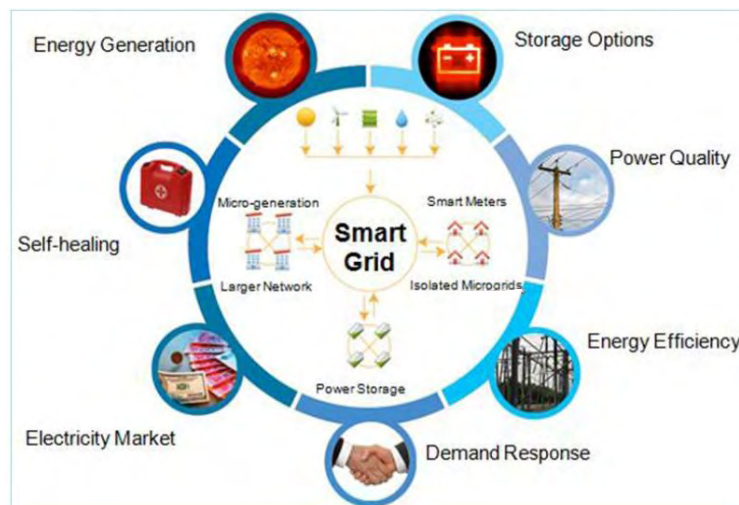 Energy Generation
Storage Options
Power Quality
Self-healing
Micro-generation
Smart Meters
Smart
Grid
Larger Network
Isolated Microgrids
Power Storage
Energy Efficiency
Electricity Market
Demand Response